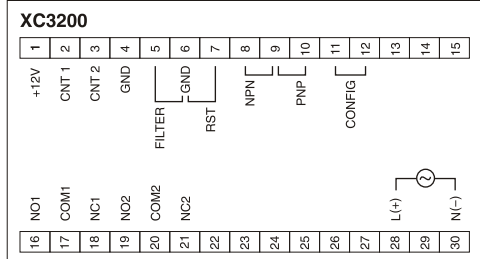 XC3200
1 2 3 4 5 6 7 8 9 10 11 12 13 14 15
+12V CNT 1 CNT 2 GND GND
FILTER RST NPN PNP CONFIG
NO1 COM1 NC1 NO2 COM2 NC2 L(+) N(−)
16 17 18 19 20 21 22 23 24 25 26 27 28 29 30